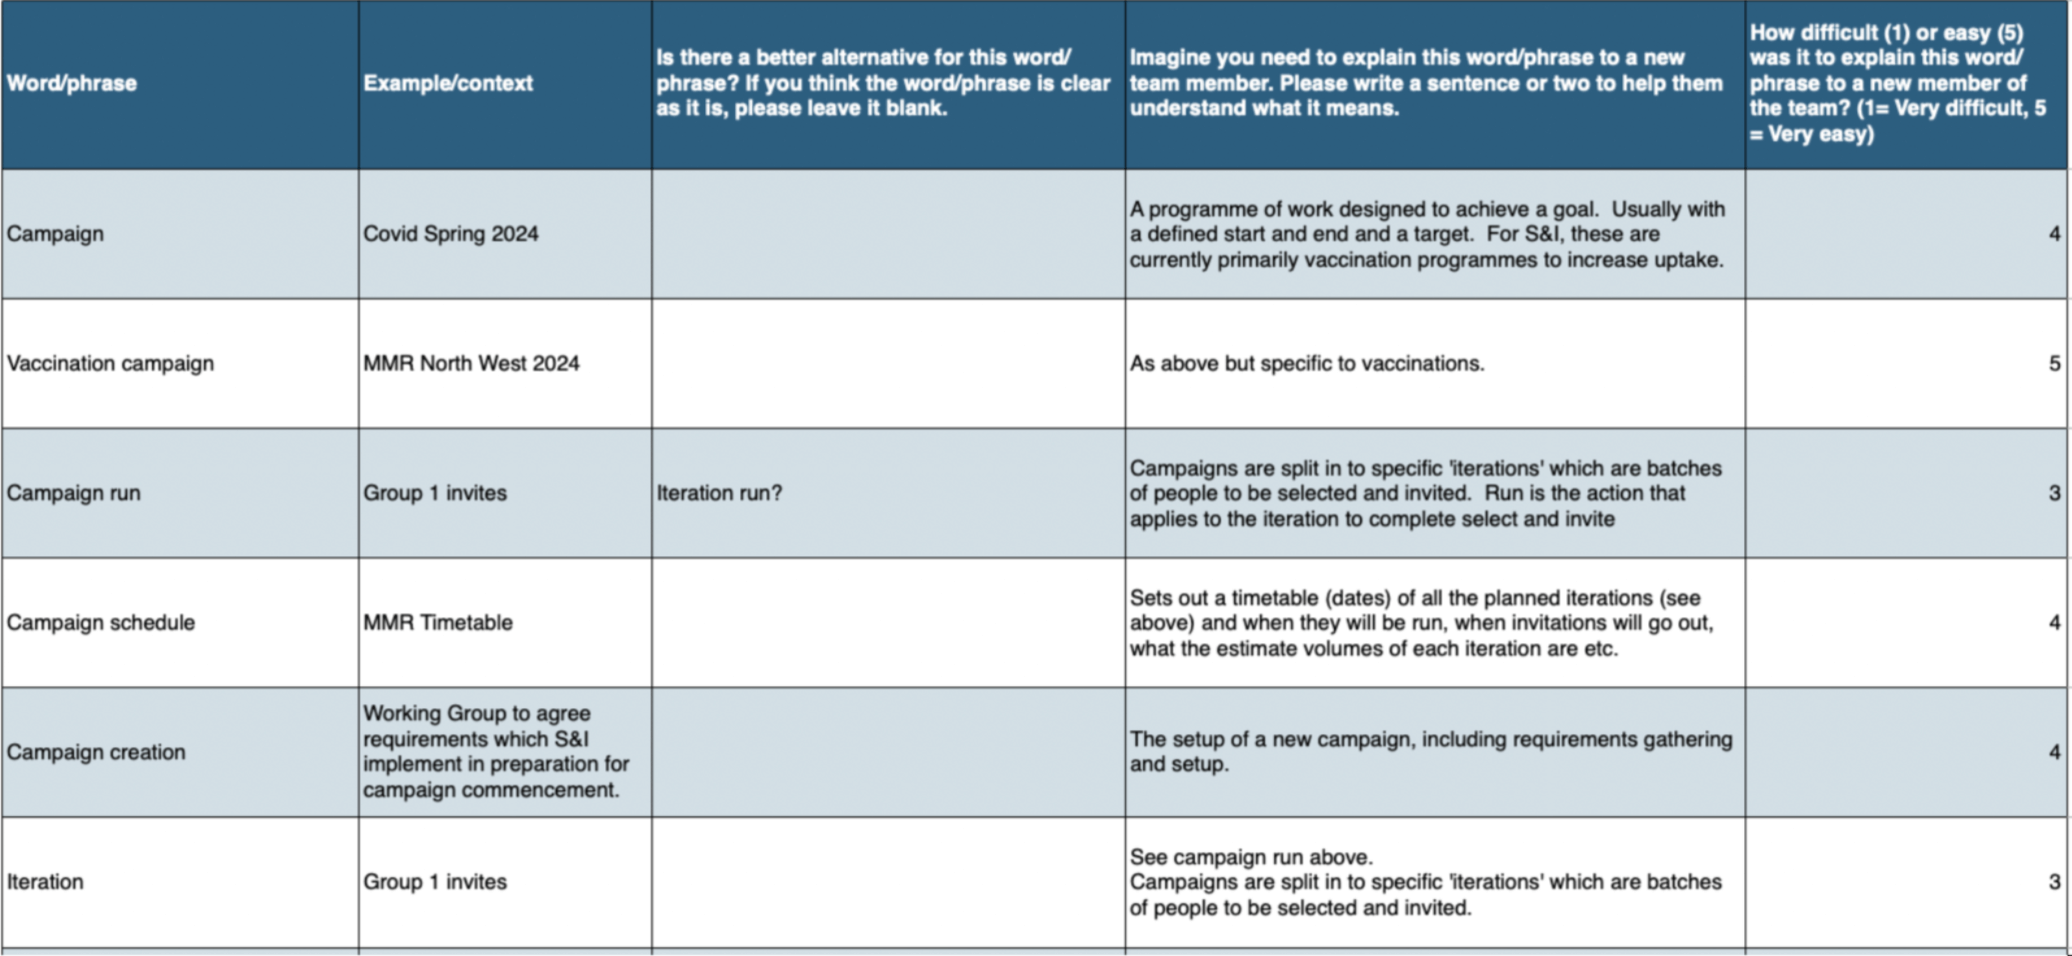 Word/phrase
Example/context
Is there a better alternative for this word/
phrase? If you think the word/phrase is clear
as it is, please leave it blank.
Imagine you need to explain this word/phrase to a new
team member. Please write a sentence or two to help them
understand what it means.
How difficult (1) or easy (5)
was it to explain this word/
phrase to a new member of
the team? (1= Very difficult, 5
= Very easy)
Campaign
Covid Spring 2024
A programme of work designed to achieve a goal.  Usually with
a defined start and end and a target.  For S&I, these are
currently primarily vaccination programmes to increase uptake.
4
Vaccination campaign
MMR North West 2024
As above but specific to vaccinations.
5
Campaign run
Group 1 invites
Iteration run?
Campaigns are split in to specific 'iterations' which are batches
of people to be selected and invited.  Run is the action that
applies to the iteration to complete select and invite
3
Campaign schedule
MMR Timetable
Sets out a timetable (dates) of all the planned iterations (see
above) and when they will be run, when invitations will go out,
what the estimate volumes of each iteration are etc.
4
Campaign creation
Working Group to agree
requirements which S&I
implement in preparation for
campaign commencement.
The setup of a new campaign, including requirements gathering
and setup.
4
Iteration
Group 1 invites
See campaign run above.
Campaigns are split in to specific 'iterations' which are batches
of people to be selected and invited.
3